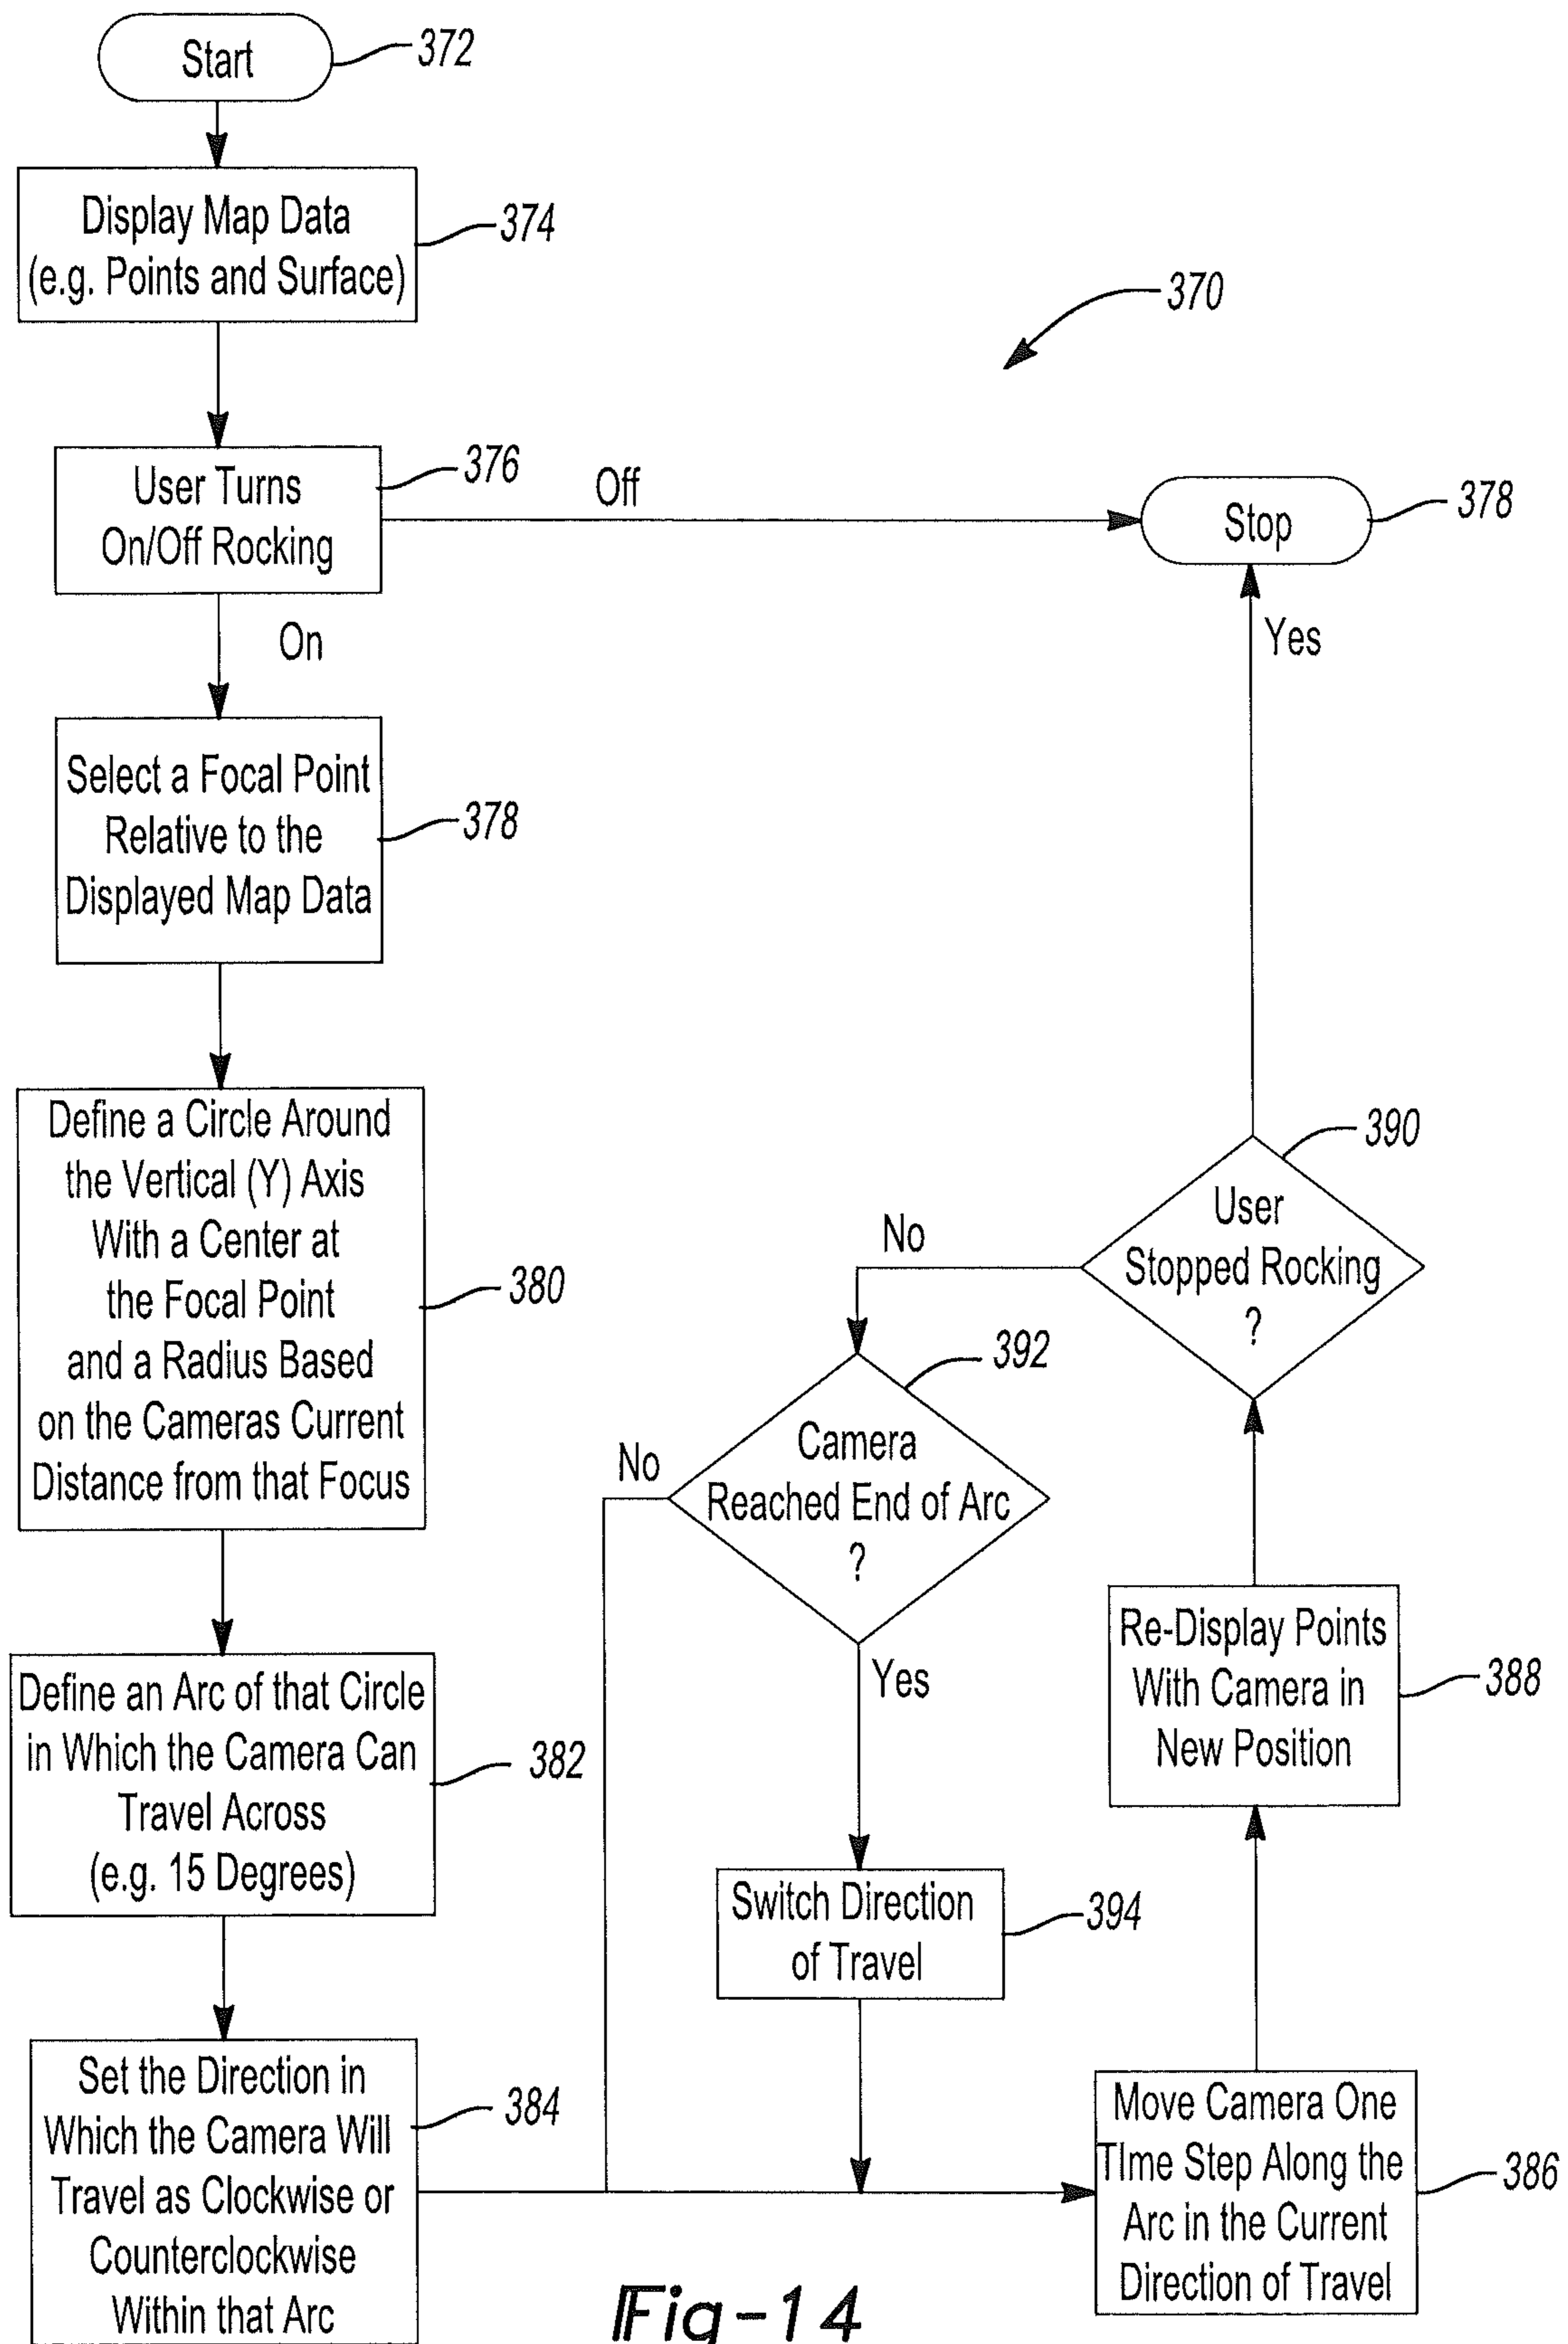 Start
372
Display Map Data
(e.g. Points and Surface)
374
370
User Turns
On/Off Rocking
376
Off
Stop
378
On
Yes
Select a Focal Point
Relative to the
Displayed Map Data
378
Define a Circle Around
the Vertical (Y) Axis
With a Center at
the Focal Point
and a Radius Based
on the Cameras Current
Distance from that Focus
380
User
Stopped Rocking
?
390
No
Camera
Reached End of Arc
?
392
No
Yes
Define an Arc of that Circle
in Which the Camera Can
Travel Across
(e.g. 15 Degrees)
382
Re-Display Points
With Camera in
New Position
388
Switch Direction
of Travel
394
Set the Direction in
Which the Camera Will
Travel as Clockwise or
Counterclockwise
Within that Arc
384
Move Camera One
TIme Step Along the
Arc in the Current
Direction of Travel
386
Fig-14